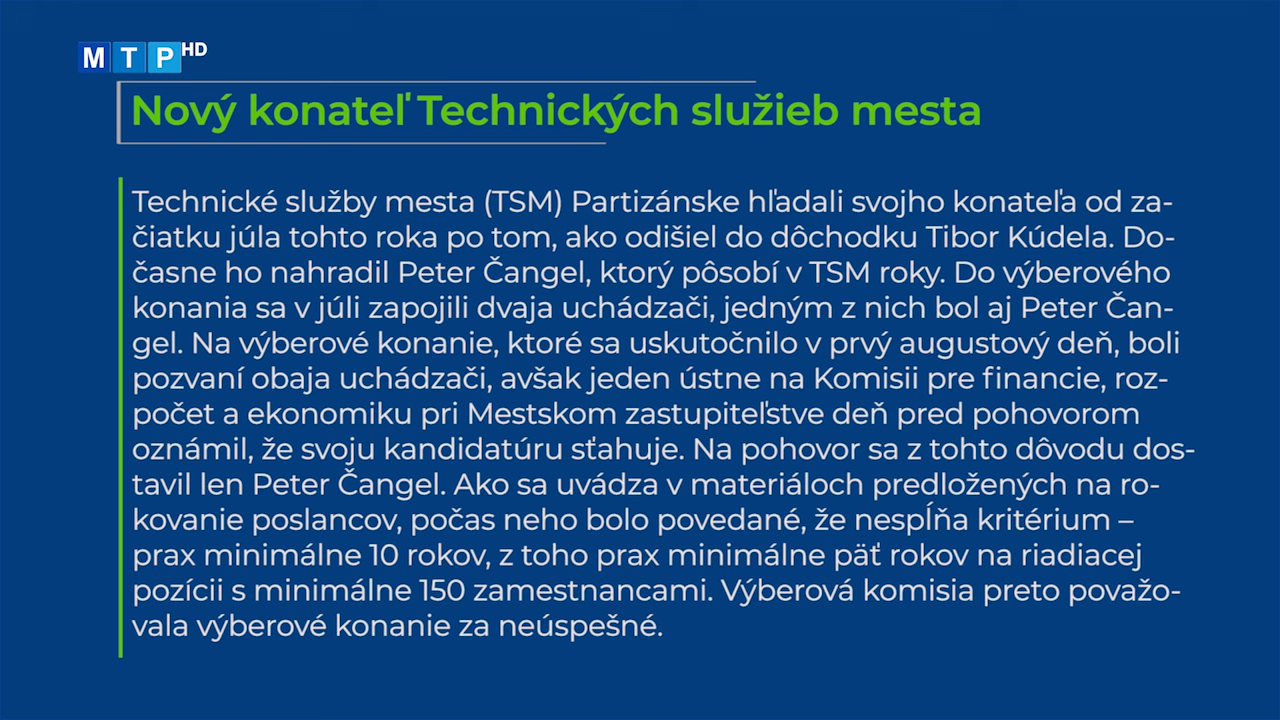 MTP HD
Nový konateľ Technických služieb mesta
Technické služby mesta (TSM) Partizánske hľadali svojho konateľa od za-
čiatku júla tohto roka po tom, ako odišiel do dôchodku Tibor Kúdela. Do-
časne ho nahradil Peter Čangel, ktorý pôsobí v TSM roky. Do výberového
konania sa v júli zapojili dvaja uchádzači, jedným z nich bol aj Peter Čan-
gel. Na výberové konanie, ktoré sa uskutočnilo v prvý augustový deň, boli
pozvaní obaja uchádzači, avšak jeden ústne na Komisii pre financie, roz-
počet a ekonomiku pri Mestskom zastupiteľstve deň pred pohovorom
oznámil, že svoju kandidatúru sťahuje. Na pohovor sa z tohto dôvodu dos-
tavil len Peter Čangel. Ako sa uvádza v materiáloch predložených na ro-
kovanie poslancov, počas neho bolo povedané, že nespĺňa kritérium –
prax minimálne 10 rokov, z toho prax minimálne päť rokov na riadiacej
pozícii s minimálne 150 zamestnancami. Výberová komisia preto považo-
vala výberové konanie za neúspešné.